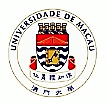 UNIVERSIDADE DE MACAU
澳門大學